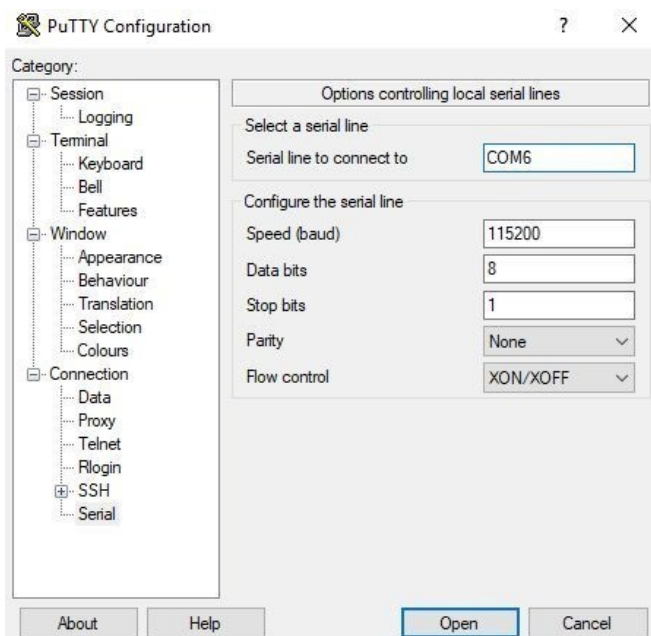 PuTTY Configuration
?
Category:
Session
Logging
Terminal
Keyboard
Bell
Features
Window
Appearance
Behaviour
Translation
Selection
Colours
Connection
Data
Proxy
Telnet
Rlogin
SSH
Serial
Options controlling local serial lines
Select a serial line
Serial line to connect to COM6
Configure the serial line
Speed (baud) 115200
Data bits 8
Stop bits 1
Parity None
Flow control XON/XOFF
About Help Open Cancel